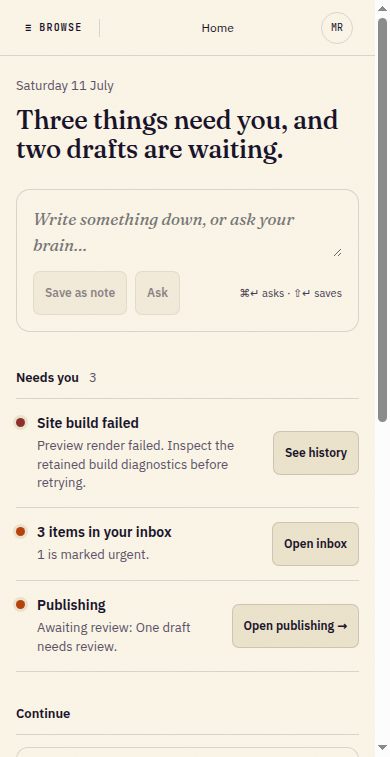 ≡ BROWSE
Home
MR
Saturday 11 July
Three things need you, and
two drafts are waiting.
Write something down, or ask your
brain...
Save as note
Ask
⌘↵ asks · ⇧↵ saves
Needs you 3
Site build failed
Preview render failed. Inspect the
retained build diagnostics before
retrying.
See history
3 items in your inbox
1 is marked urgent.
Open inbox
Publishing
Awaiting review: One draft
needs review.
Open publishing →
Continue